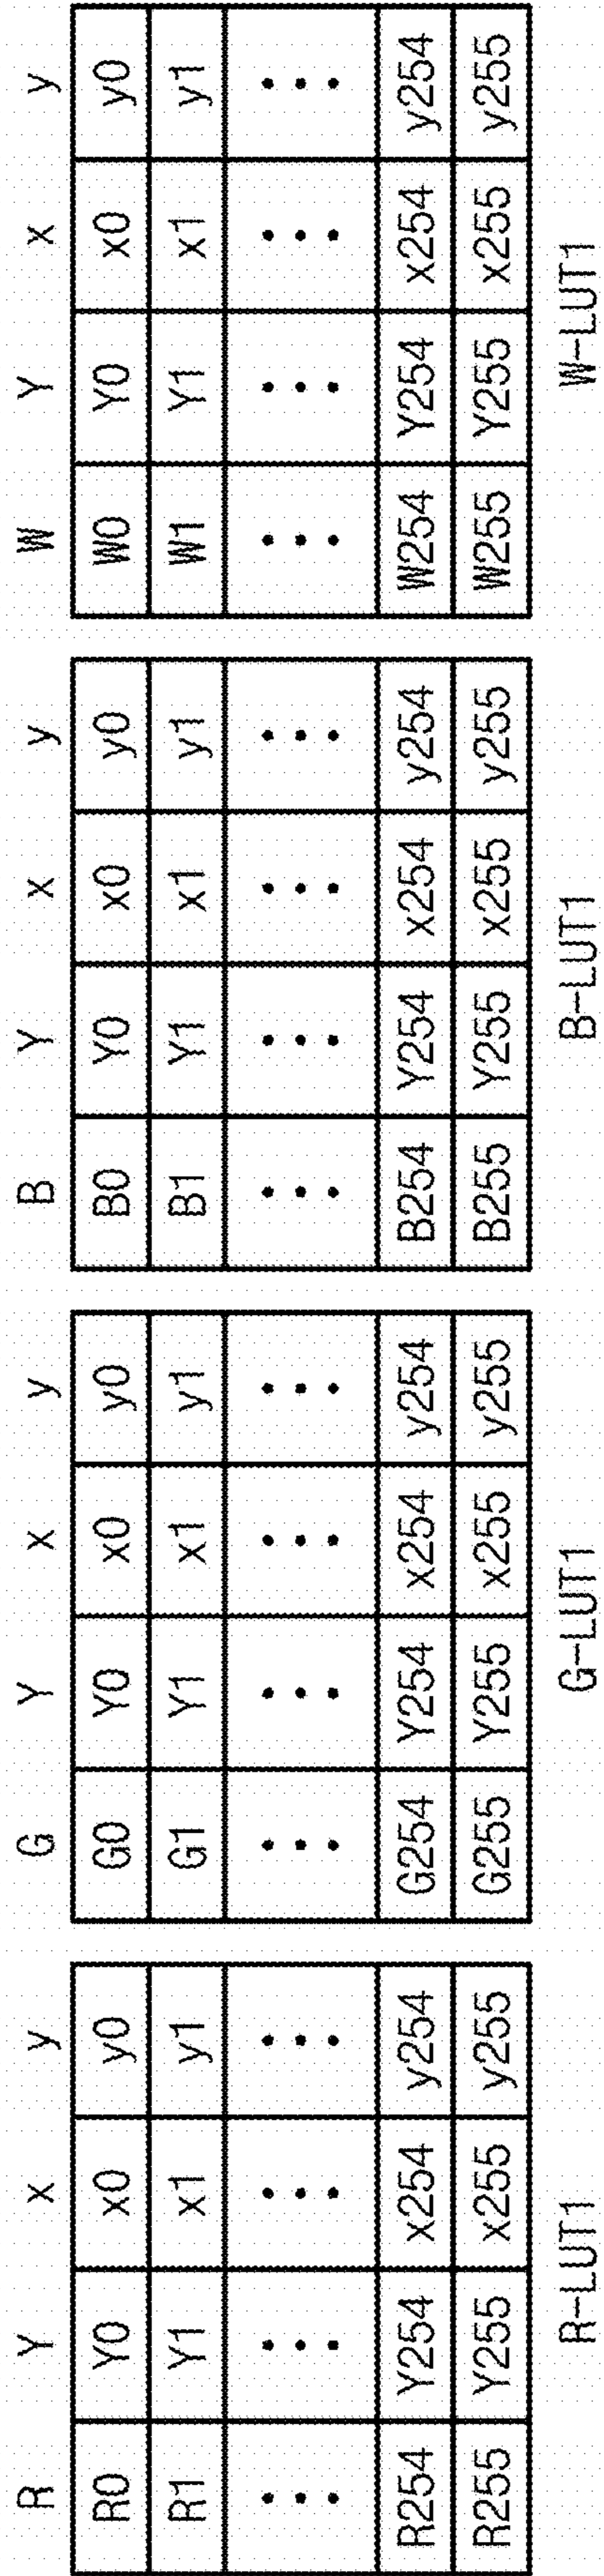 R Y x y
R0 Y0 x0 y0
R1 Y1 x1 y1
••• ••• ••• •••
R254 Y254 x254 y254
R255 Y255 x255 y255
R-LUT1
G Y x y
G0 Y0 x0 y0
G1 Y1 x1 y1
••• ••• ••• •••
G254 Y254 x254 y254
G255 Y255 x255 y255
G-LUT1
B Y x y
B0 Y0 x0 y0
B1 Y1 x1 y1
••• ••• ••• •••
B254 Y254 x254 y254
B255 Y255 x255 y255
B-LUT1
W Y x y
W0 Y0 x0 y0
W1 Y1 x1 y1
••• ••• ••• •••
W254 Y254 x254 y254
W255 Y255 x255 y255
W-LUT1